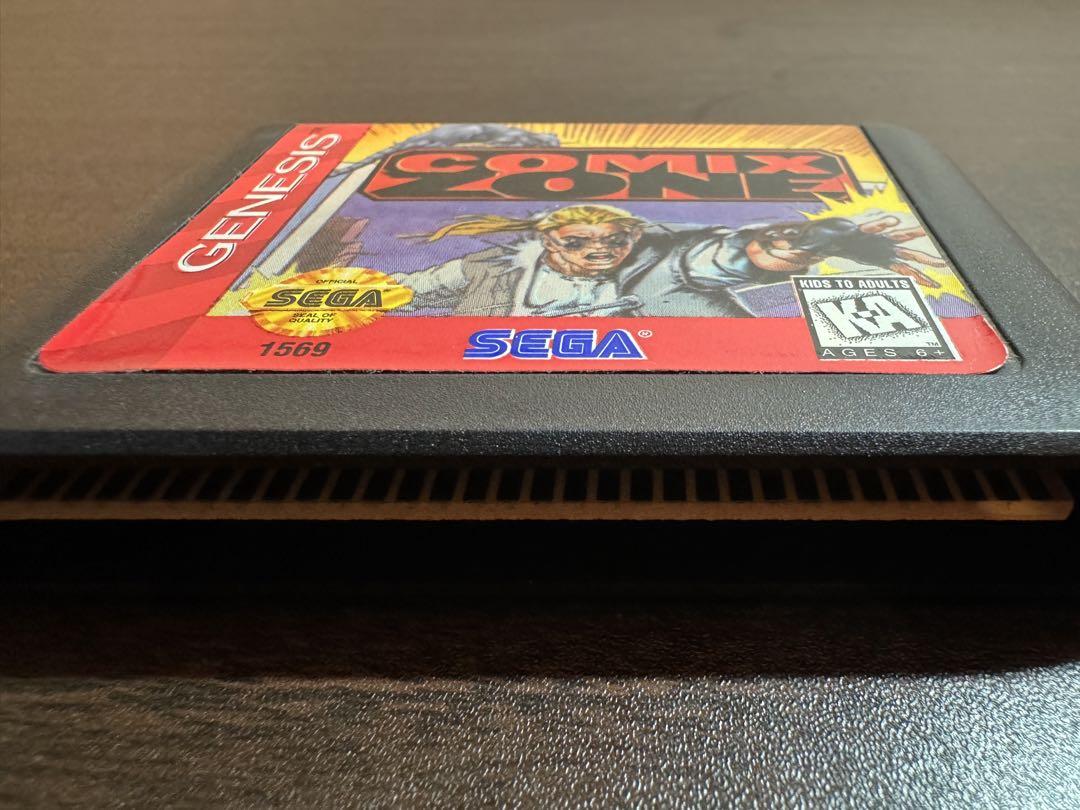 GENESIS
COMIX
ZONE
OFFICIAL
SEGA
SEAL OF
QUALITY
1569
SEGA®
KIDS TO ADULTS
K-A
AGES 6+